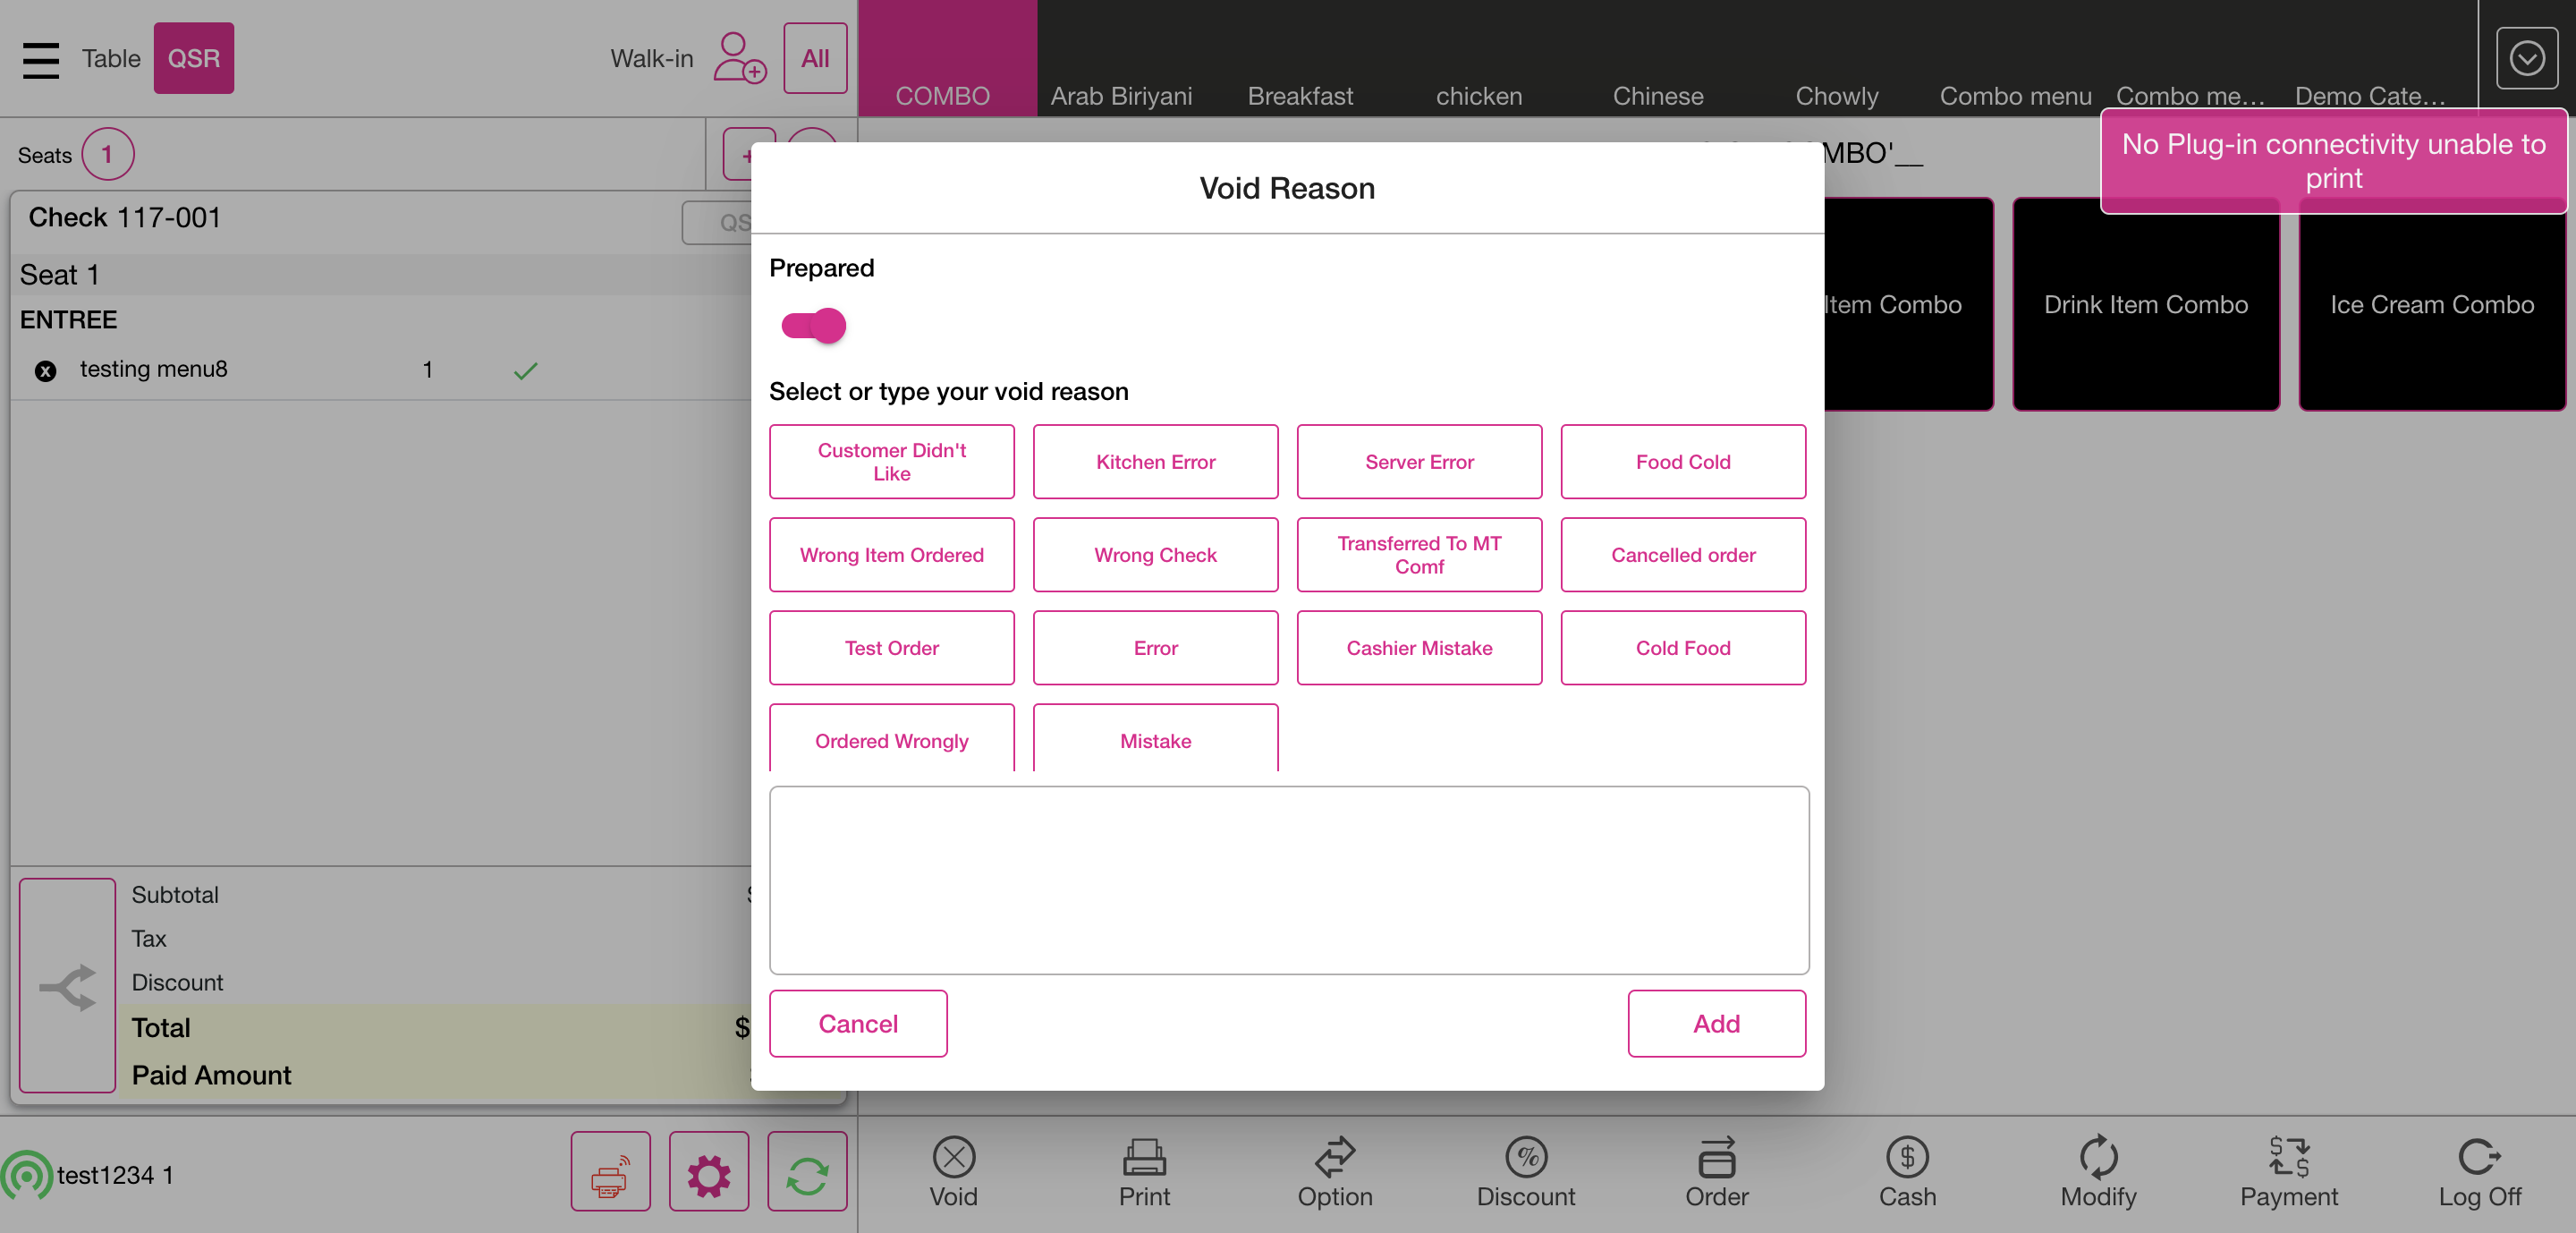 Table
QSR
Walk-in
All
COMBO
Arab Biriyani
Breakfast
chicken
Chinese
Chowly
Combo menu
Combo me...
Demo Cate...
No Plug-in connectivity unable to
print
Seats 1
MBO'__
Check 117-001
Seat 1
ENTREE
testing menu8 1
Void Reason
Prepared
Select or type your void reason
Customer Didn't
Like
Kitchen Error
Server Error
Food Cold
Wrong Item Ordered
Wrong Check
Transferred To MT
Comf
Cancelled order
Test Order
Error
Cashier Mistake
Cold Food
Ordered Wrongly
Mistake
Cancel
Add
Item Combo
Drink Item Combo
Ice Cream Combo
Subtotal
Tax
Discount
Total $
Paid Amount
test1234 1
Void
Print
Option
Discount
Order
Cash
Modify
Payment
Log Off